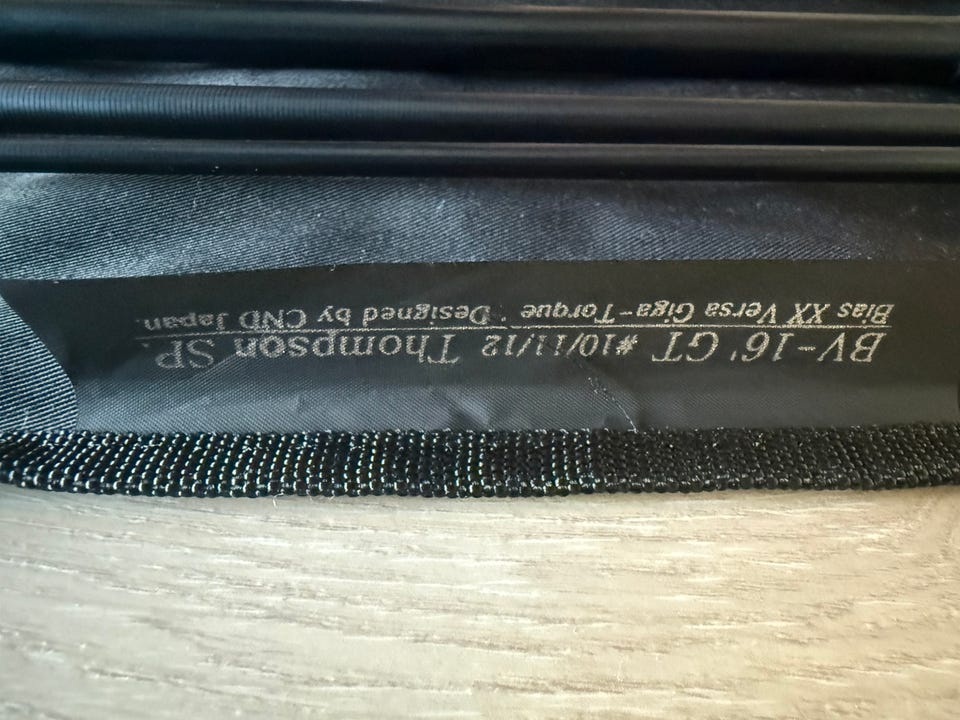 BV-16' GT #10/11/12 Thompson SP.
Bias XX Versa Giga-Torque . Designed by CND Japan.